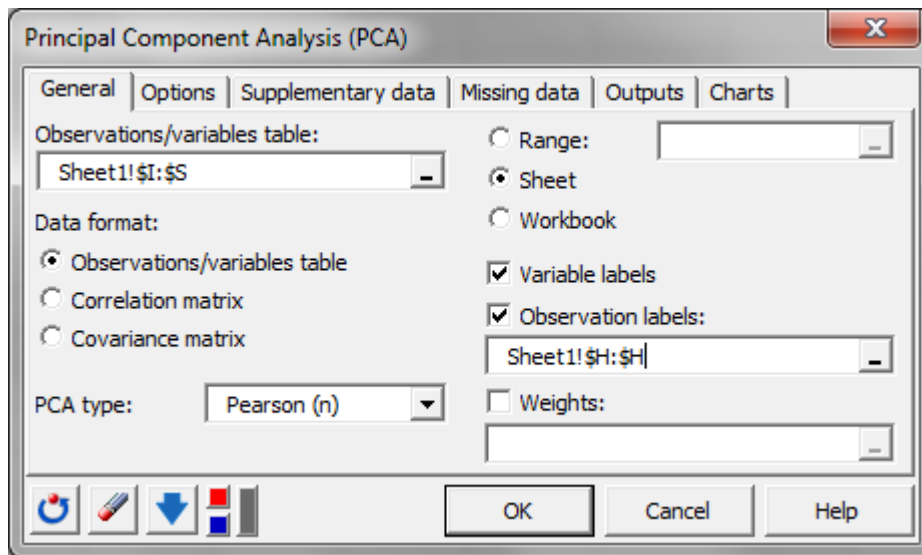 Principal Component Analysis (PCA)
General Options Supplementary data Missing data Outputs Charts
Observations/variables table:
Sheet1!$I:$S
Data format:
Observations/variables table
Correlation matrix
Covariance matrix
PCA type: Pearson (n)
Range:
Sheet
Workbook
Variable labels
Observation labels:
Sheet1!$H:$H
Weights:
OK Cancel Help